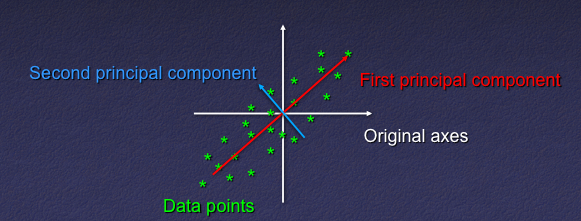 Second principal component
First principal component
Original axes
Data points